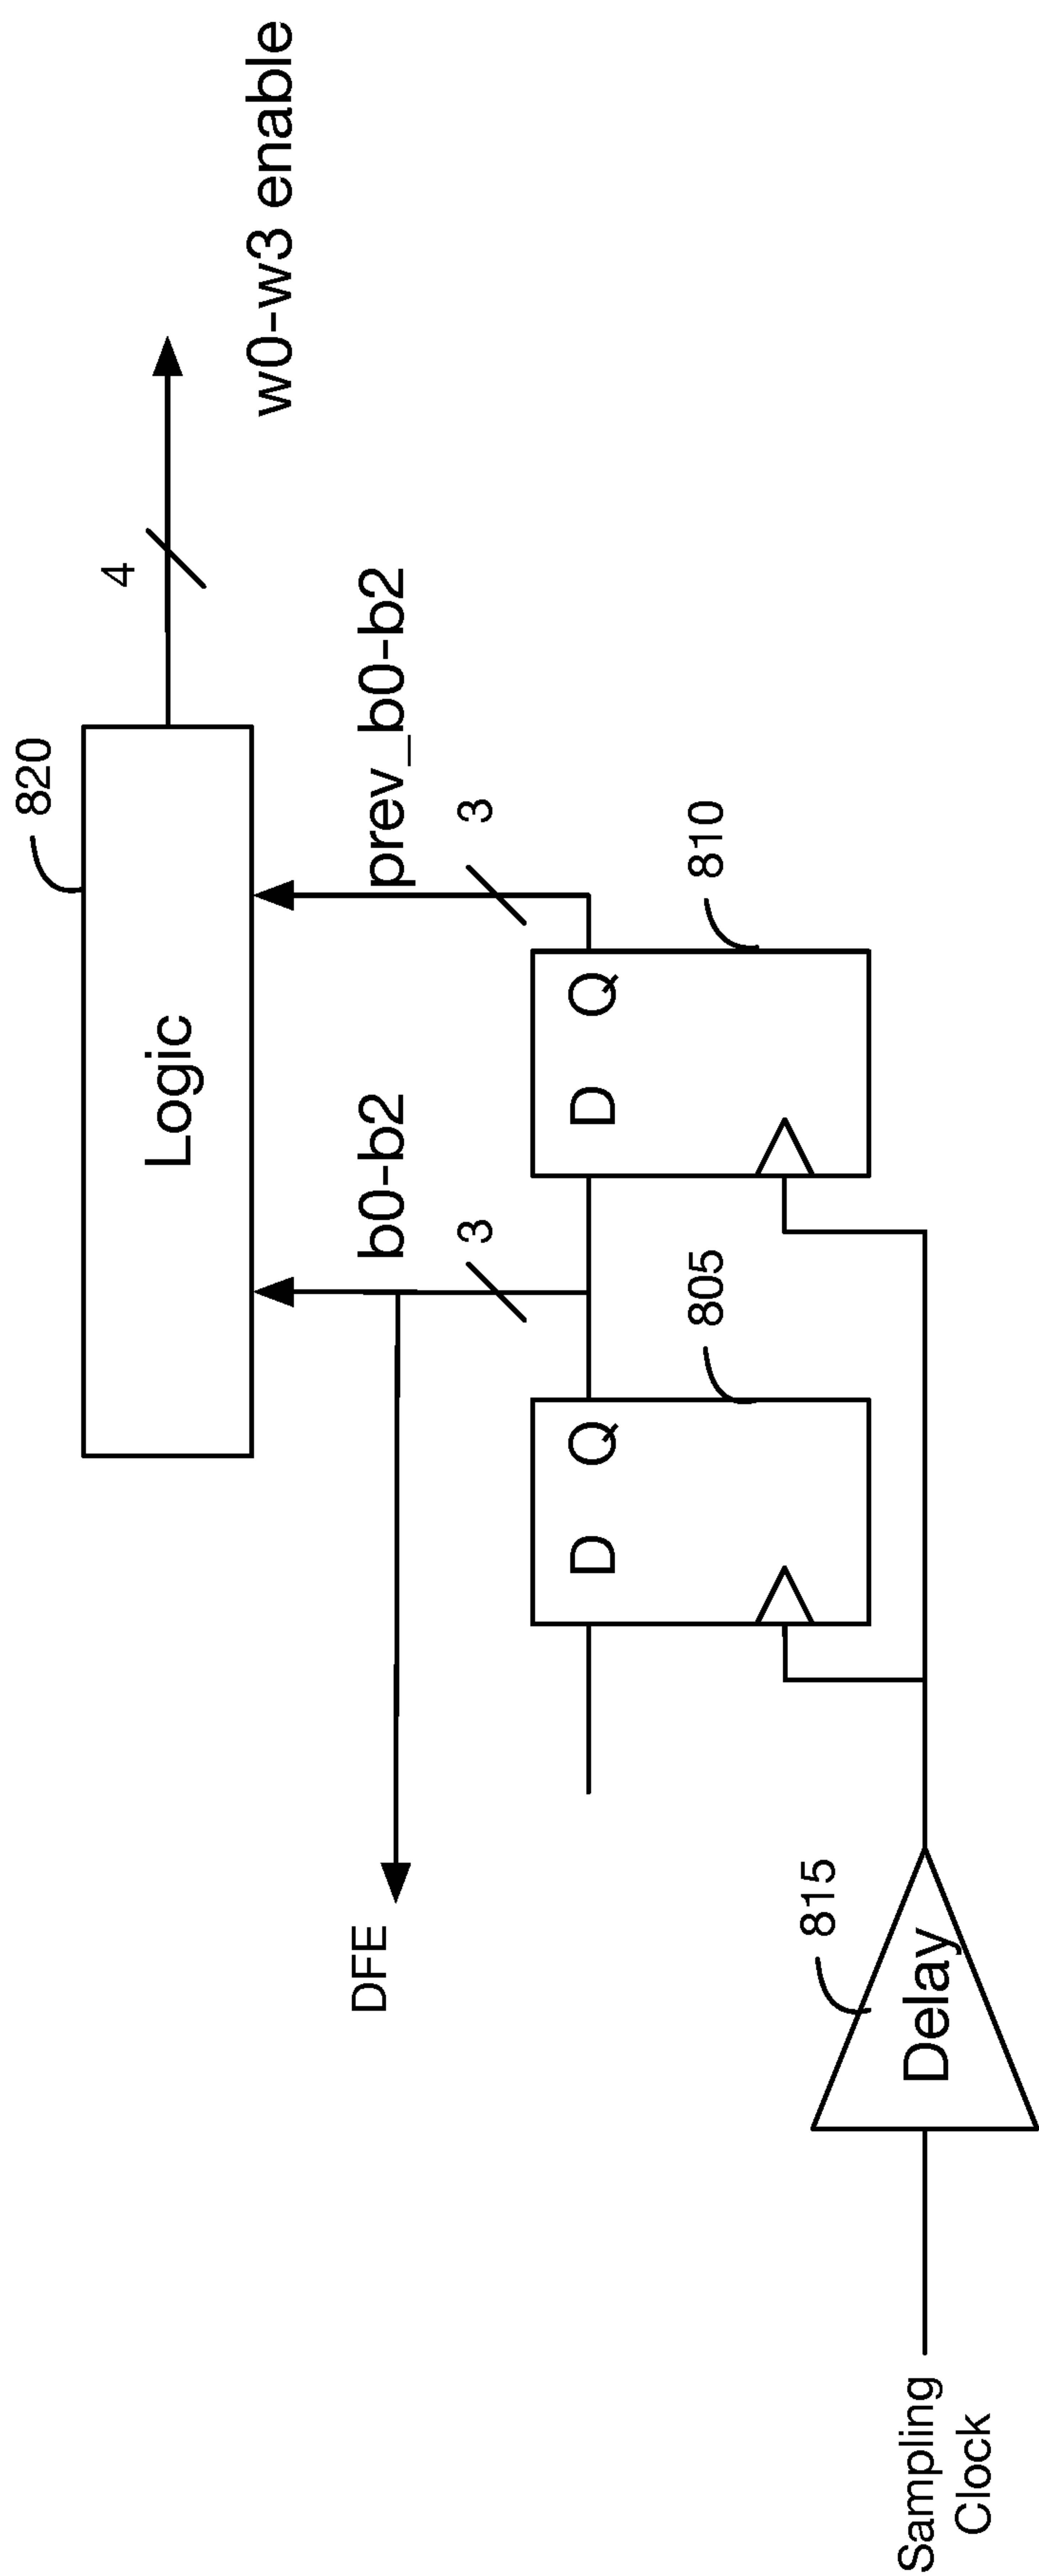 820
Logic
4
w0-w3 enable
b0-b2
prev_b0-b2
3
3
DFE
D Q
D Q
805
810
815
Delay
Sampling
Clock